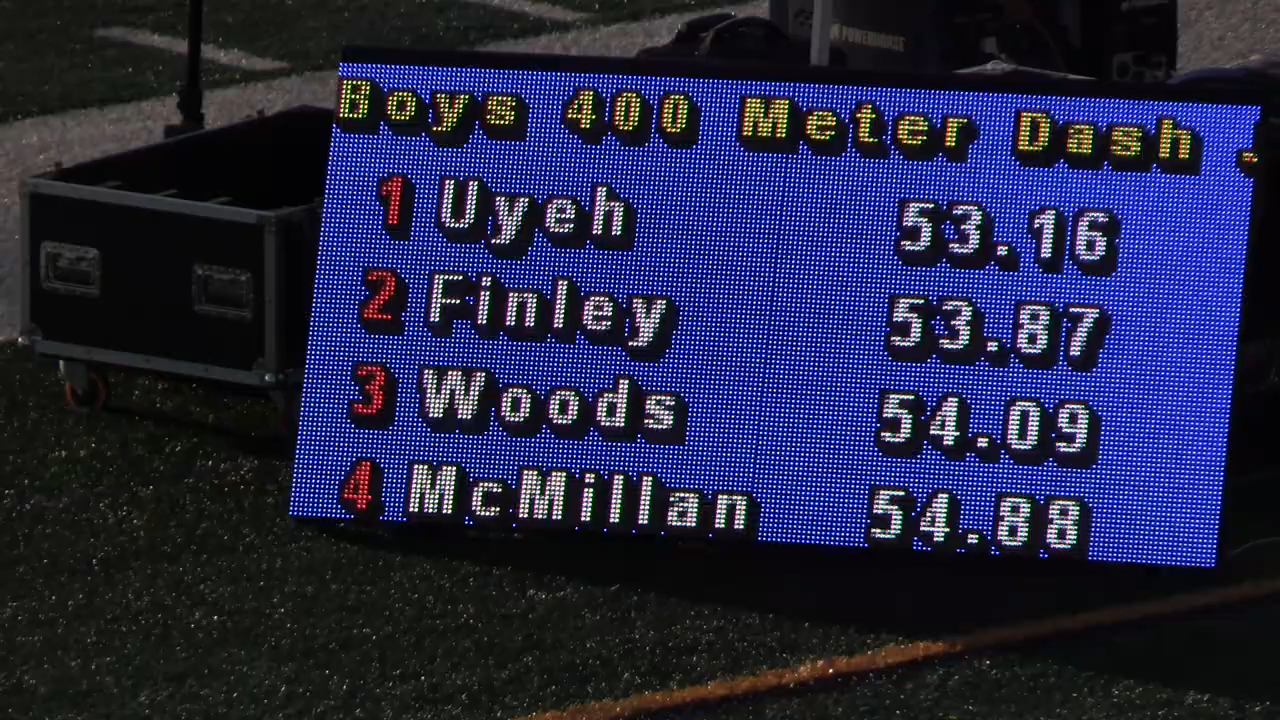 POWERHOUSE
Boys 400 Meter Dash .
1 Uyeh 53.16
2 Finley 53.87
3 Woods 54.09
4 McMillan 54.88